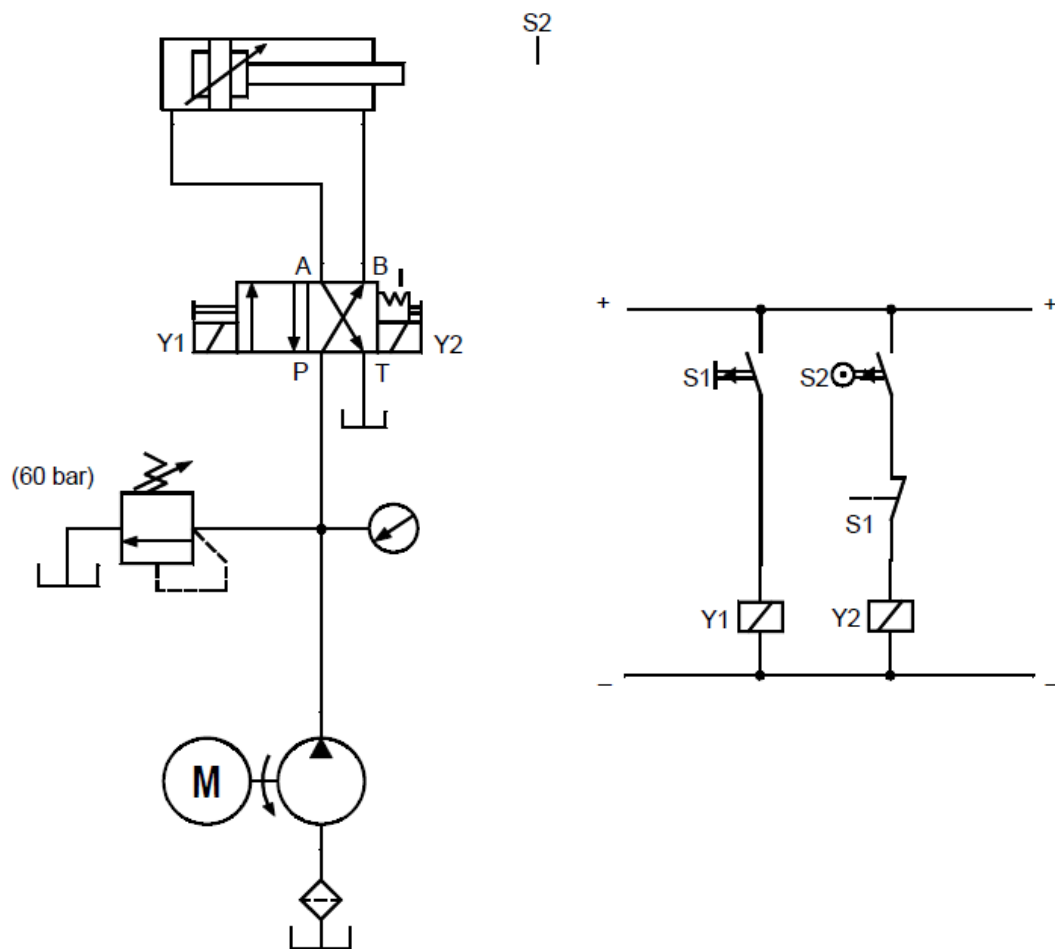 S2
A B
Y1 Y2
P T
+ +
S1 S2
(60 bar)
S1
Y1 Y2
– –
M